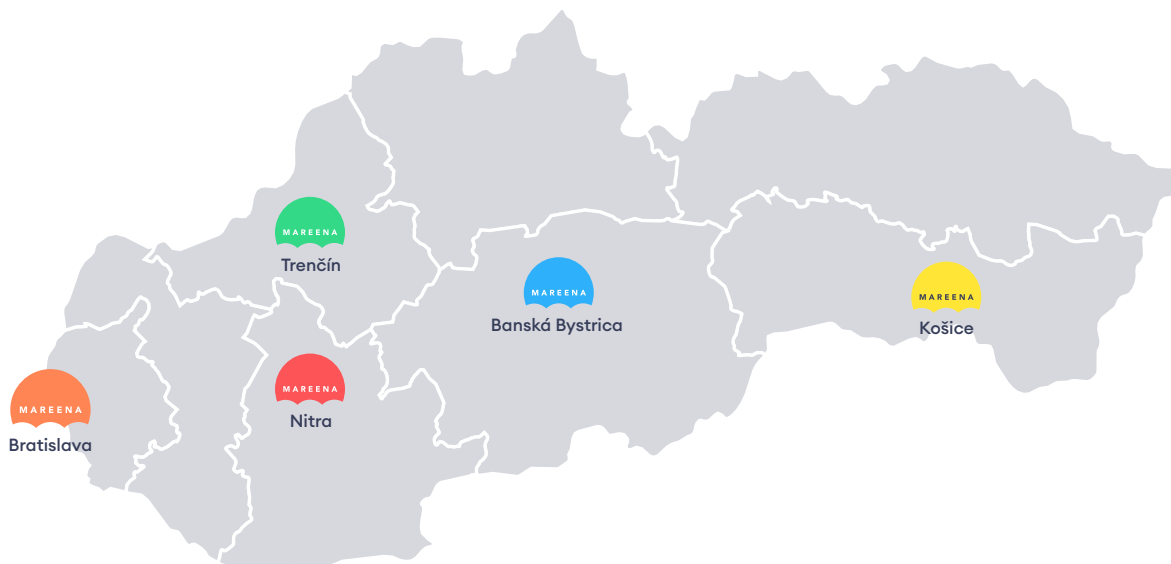 MAREENA
Trenčín
MAREENA
Banská Bystrica
MAREENA
Košice
MAREENA
Nitra
MAREENA
Bratislava